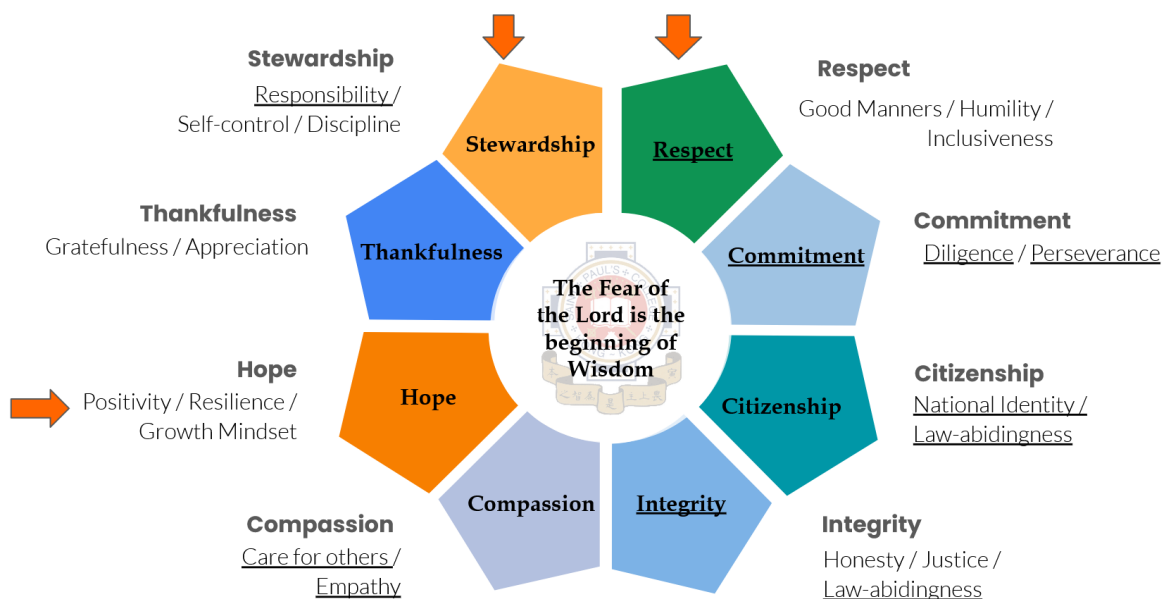 Stewardship
Responsibility /
Self-control / Discipline
Respect
Good Manners / Humility /
Inclusiveness
Stewardship
Respect
Thankfulness
Gratefulness / Appreciation
Thankfulness
Commitment
Commitment
Diligence / Perseverance
The Fear of
the Lord is the
beginning of
Wisdom
Hope
Positivity / Resilience /
Growth Mindset
Hope
Citizenship
Citizenship
National Identity /
Law-abidingness
Compassion
Integrity
Compassion
Care for others /
Empathy
Integrity
Honesty / Justice /
Law-abidingness